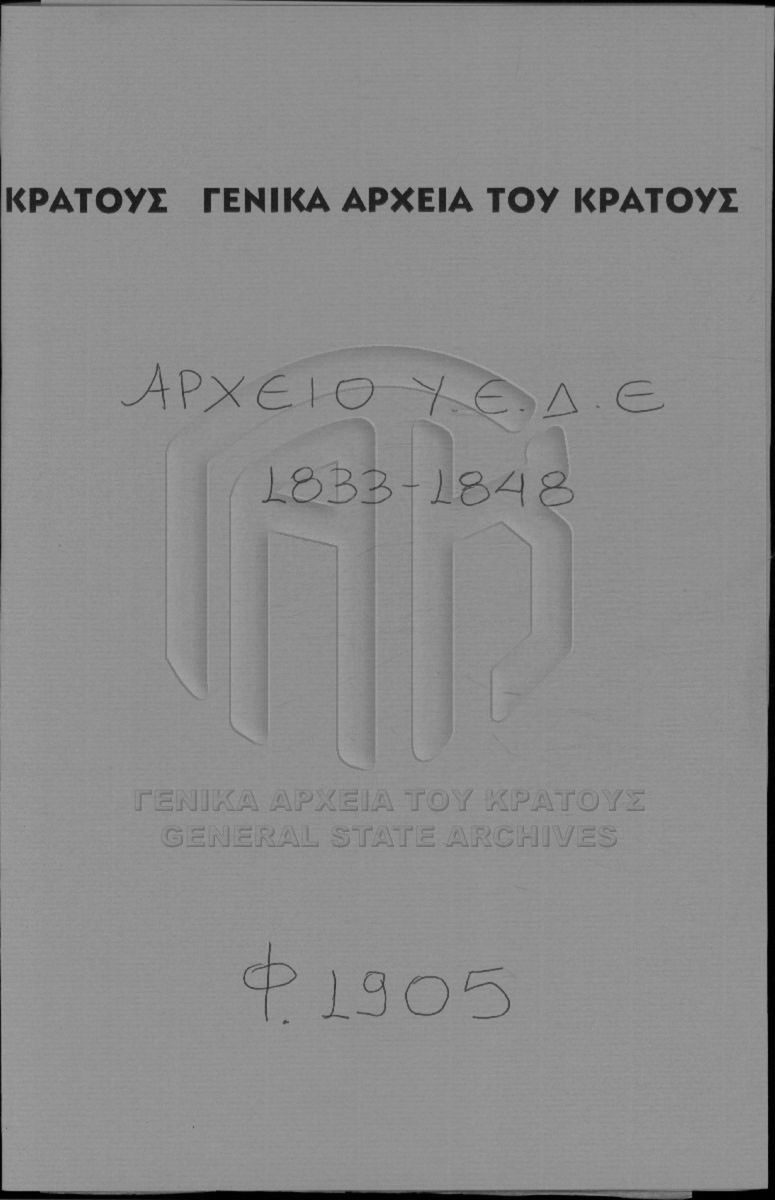 ΚΡΑΤΟΥΣ ΓΕΝΙΚΑ ΑΡΧΕΙΑ ΤΟΥ ΚΡΑΤΟΥΣ
ΑΡΧΕΙΟ Υ.Ε.Δ.Ε
1833-1848
ΓΕΝΙΚΑ ΑΡΧΕΙΑ ΤΟΥ ΚΡΑΤΟΥΣ
GENERAL STATE ARCHIVES
Φ. 1905